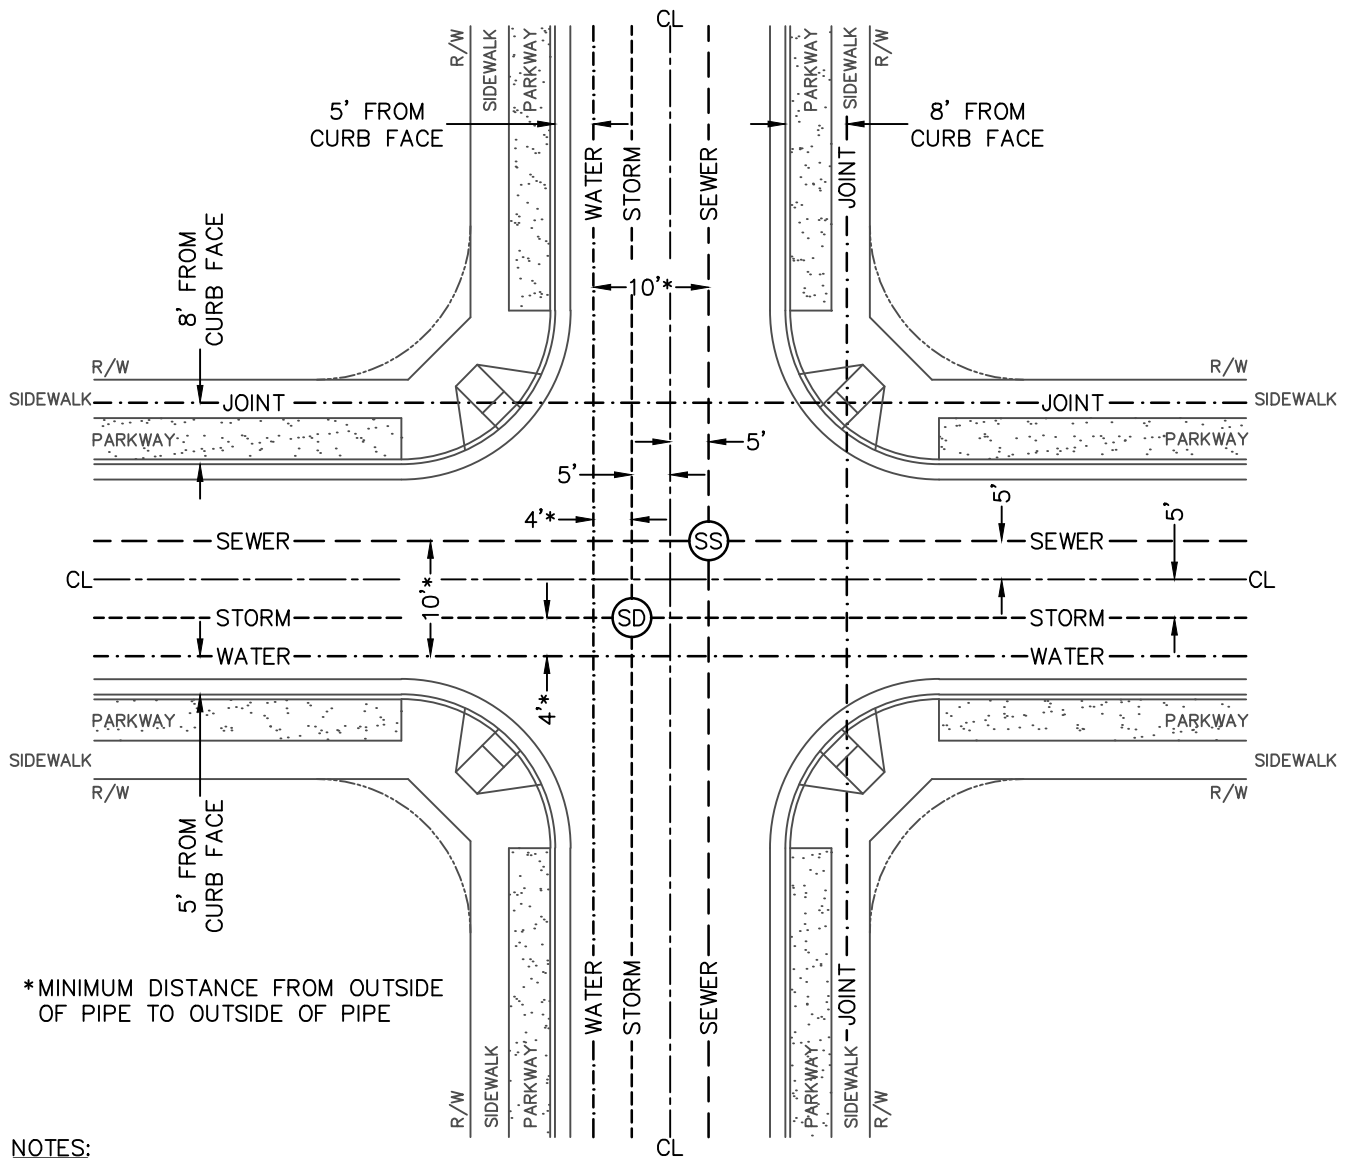 CL
R/W
SIDEWALK
PARKWAY
PARKWAY
SIDEWALK
R/W
5' FROM
CURB FACE
8' FROM
CURB FACE
WATER
STORM
SEWER
JOINT
8' FROM
CURB FACE
10'*
R/W
R/W
SIDEWALK
JOINT
JOINT
SIDEWALK
PARKWAY
PARKWAY
5'
5'
5'
5'
4'*
SEWER
SS
SEWER
CL
10'*
CL
STORM
SD
STORM
WATER
WATER
4'*
PARKWAY
PARKWAY
SIDEWALK
SIDEWALK
R/W
R/W
5' FROM
CURB FACE
*MINIMUM DISTANCE FROM OUTSIDE
OF PIPE TO OUTSIDE OF PIPE
WATER
STORM
SEWER
JOINT
R/W
SIDEWALK
PARKWAY
PARKWAY
SIDEWALK
R/W
NOTES:
CL